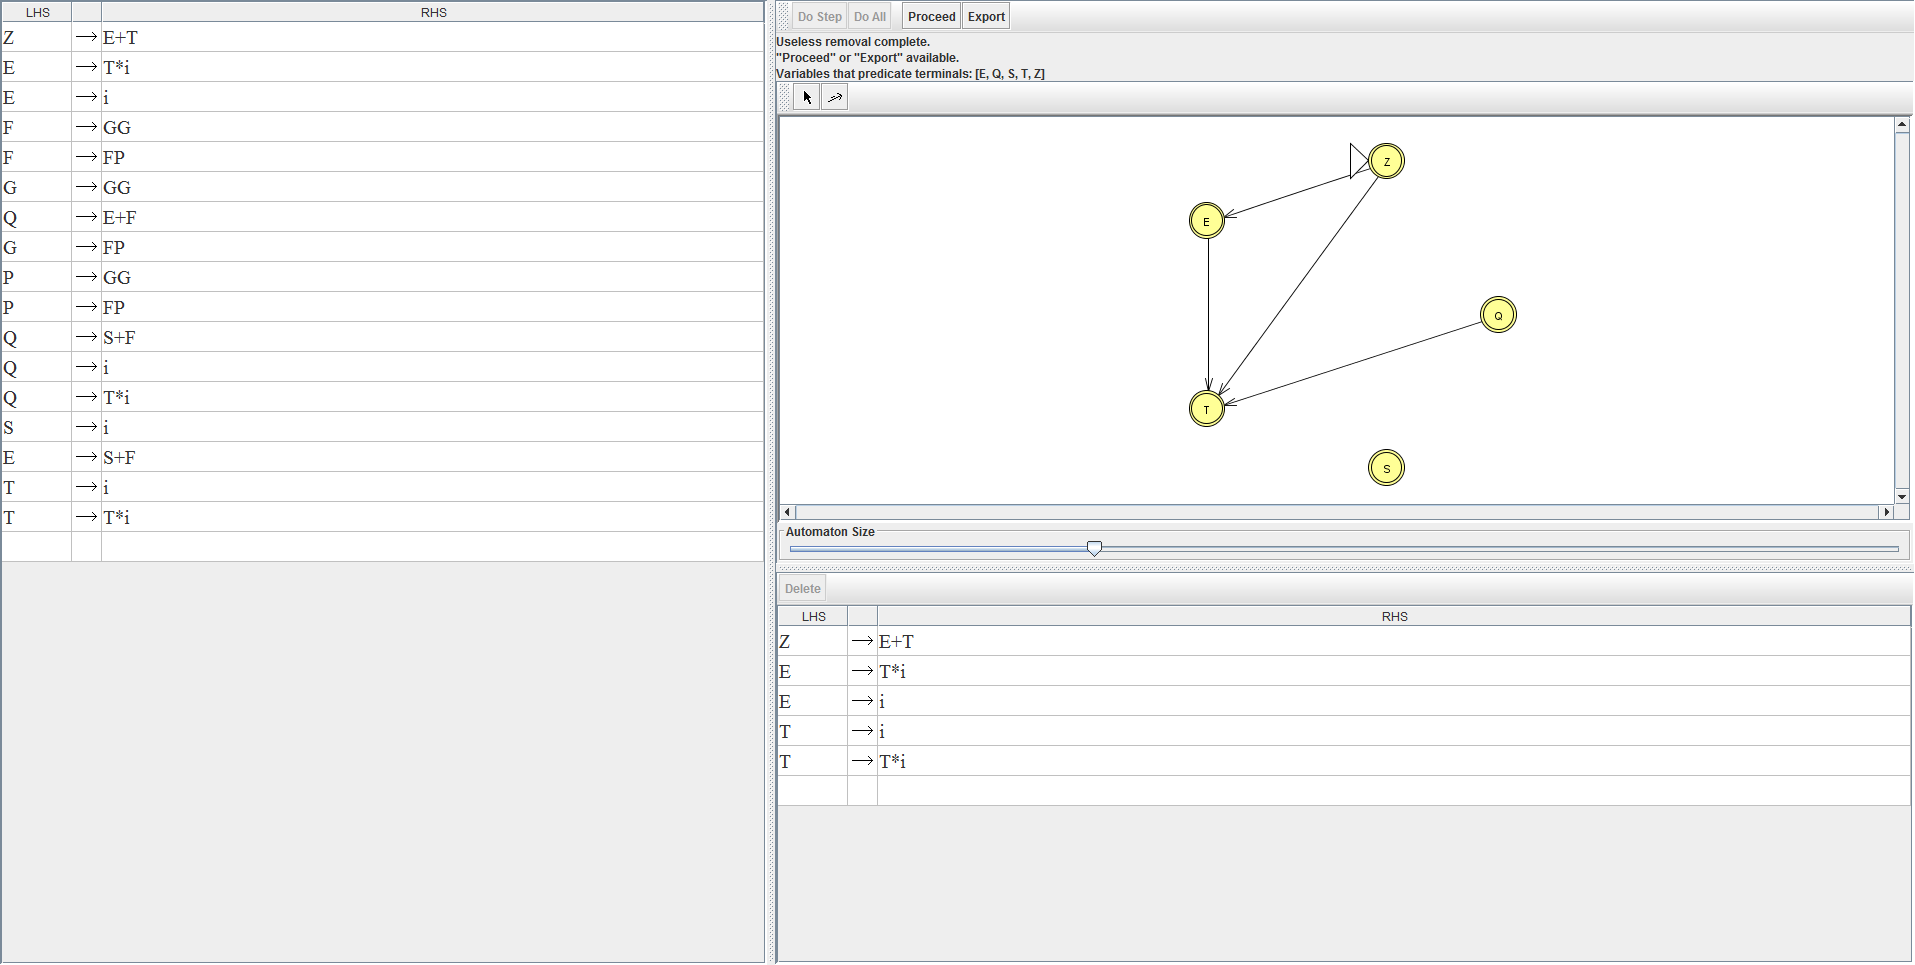 LHS RHS
Z → E+T
E → T*i
E → i
F → GG
F → FP
G → GG
Q → E+F
G → FP
P → GG
P → FP
Q → S+F
Q → i
Q → T*i
S → i
E → S+F
T → i
T → T*i
Do Step Do All Proceed Export
Useless removal complete.
"Proceed" or "Export" available.
Variables that predicate terminals: [E, Q, S, T, Z]
Z
E
Q
T
S
Automaton Size
Delete
LHS RHS
Z → E+T
E → T*i
E → i
T → i
T → T*i